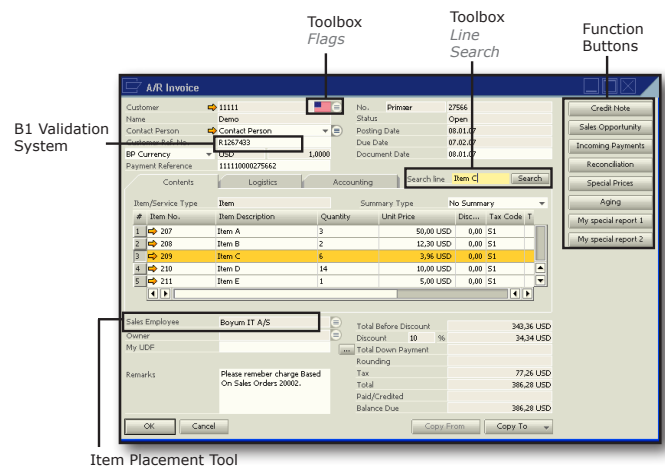 Toolbox
Flags
Toolbox
Line
Search
Function
Buttons
B1 Validation
System
Item Placement Tool
A/R Invoice
Customer 11111
Name Demo
Contact Person Contact Person
Customer Ref. No. R1267433
BP Currency USD 1,0000
Payment Reference 111110000275662
No. Primær 27566
Status Open
Posting Date 08.01.07
Due Date 07.02.07
Document Date 08.01.07
Search line Item C Search
Contents Logistics Accounting
Item/Service Type Item Summary Type No Summary
# Item No. Item Description Quantity Unit Price Disc... Tax Code T
1 207 Item A 3 50,00 USD 0,00 S1
2 208 Item B 2 12,30 USD 0,00 S1
3 209 Item C 6 3,96 USD 0,00 S1
4 210 Item D 14 10,00 USD 0,00 S1
5 211 Item E 1 5,00 USD 0,00 S1
Sales Employee Boyum IT A/S
Owner
My UDF
Remarks Please remeber charge Based
On Sales Orders 20002.
Total Before Discount 343,36 USD
Discount 10 % 34,34 USD
... Total Down Payment
Rounding
Tax 77,26 USD
Total 386,28 USD
Paid/Credited
Balance Due 386,28 USD
OK Cancel Copy From Copy To
Credit Note
Sales Opportunity
Incoming Payments
Reconciliation
Special Prices
Aging
My special report 1
My special report 2